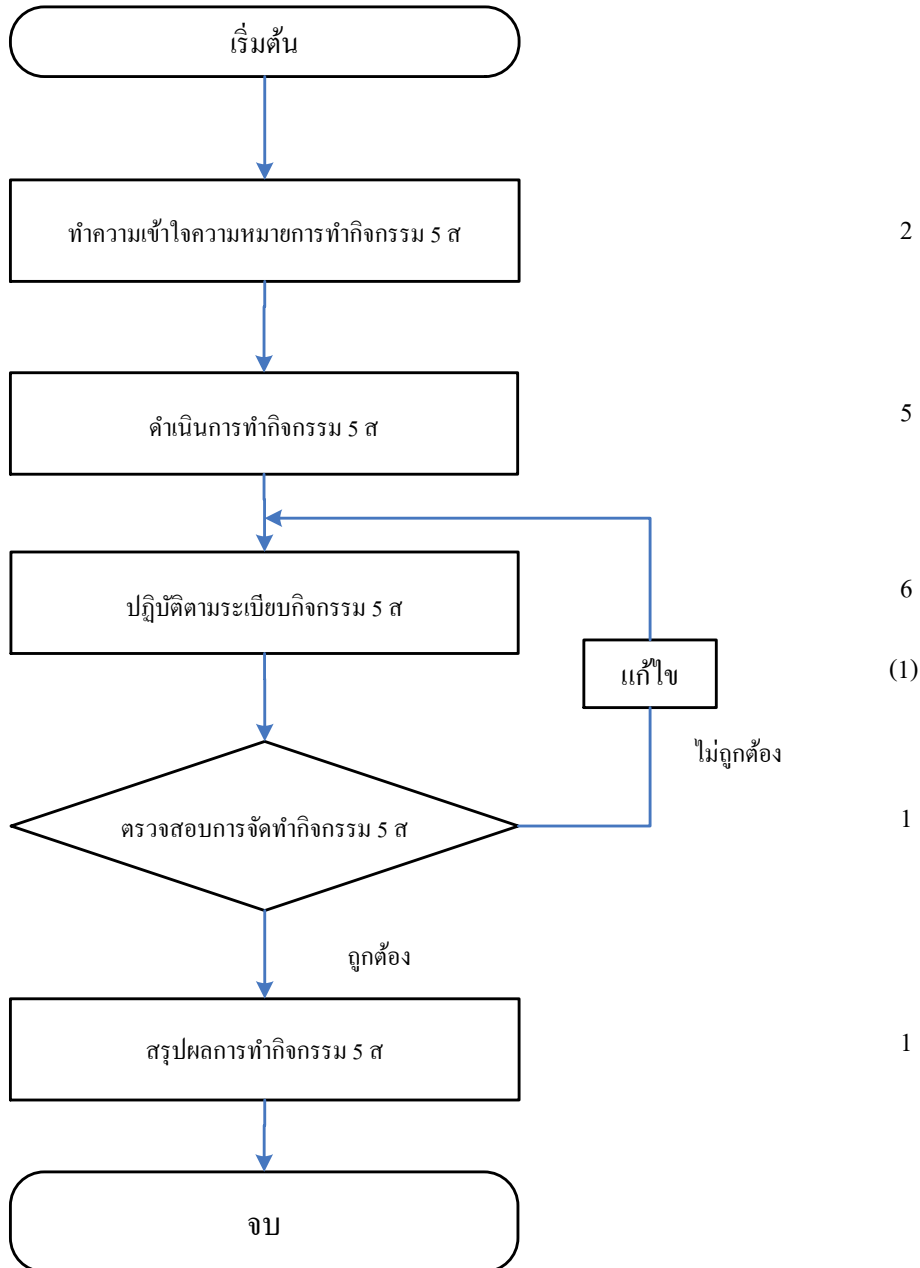 เริ่มต้น
ทำความเข้าใจความหมายการทำกิจกรรม 5 ส
2
ดำเนินการทำกิจกรรม 5 ส
5
ปฏิบัติตามระเบียบกิจกรรม 5 ส
6
แก้ไข
(1)
ไม่ถูกต้อง
ตรวจสอบการจัดทำกิจกรรม 5 ส
1
ถูกต้อง
สรุปผลการทำกิจกรรม 5 ส
1
จบ